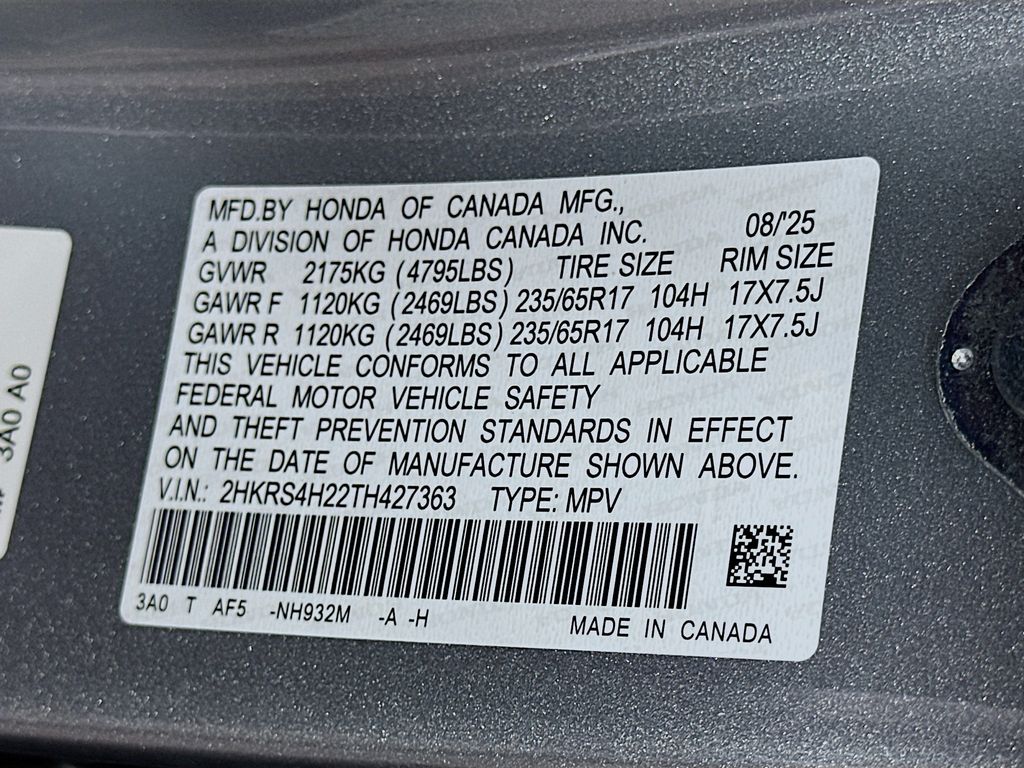 MFD.BY HONDA OF CANADA MFG.,
A DIVISION OF HONDA CANADA INC. 08/'25
GVWR 2175KG (4795LBS) TIRE SIZE RIM SIZE
GAWR F 1120KG (2469LBS) 235/65R17 104H 17X7.5J
GAWR R 1120KG (2469LBS) 235/65R17 104H 17X7.5J
THIS VEHICLE CONFORMS TO ALL APPLICABLE
FEDERAL MOTOR VEHICLE SAFETY
AND THEFT PREVENTION STANDARDS IN EFFECT
ON THE DATE OF MANUFACTURE SHOWN ABOVE.
V.I.N.: 2HKRS4H22TH427363 TYPE: MPV
3A0 T AF5 -NH932M -A -H
MADE IN CANADA
3A0 A0